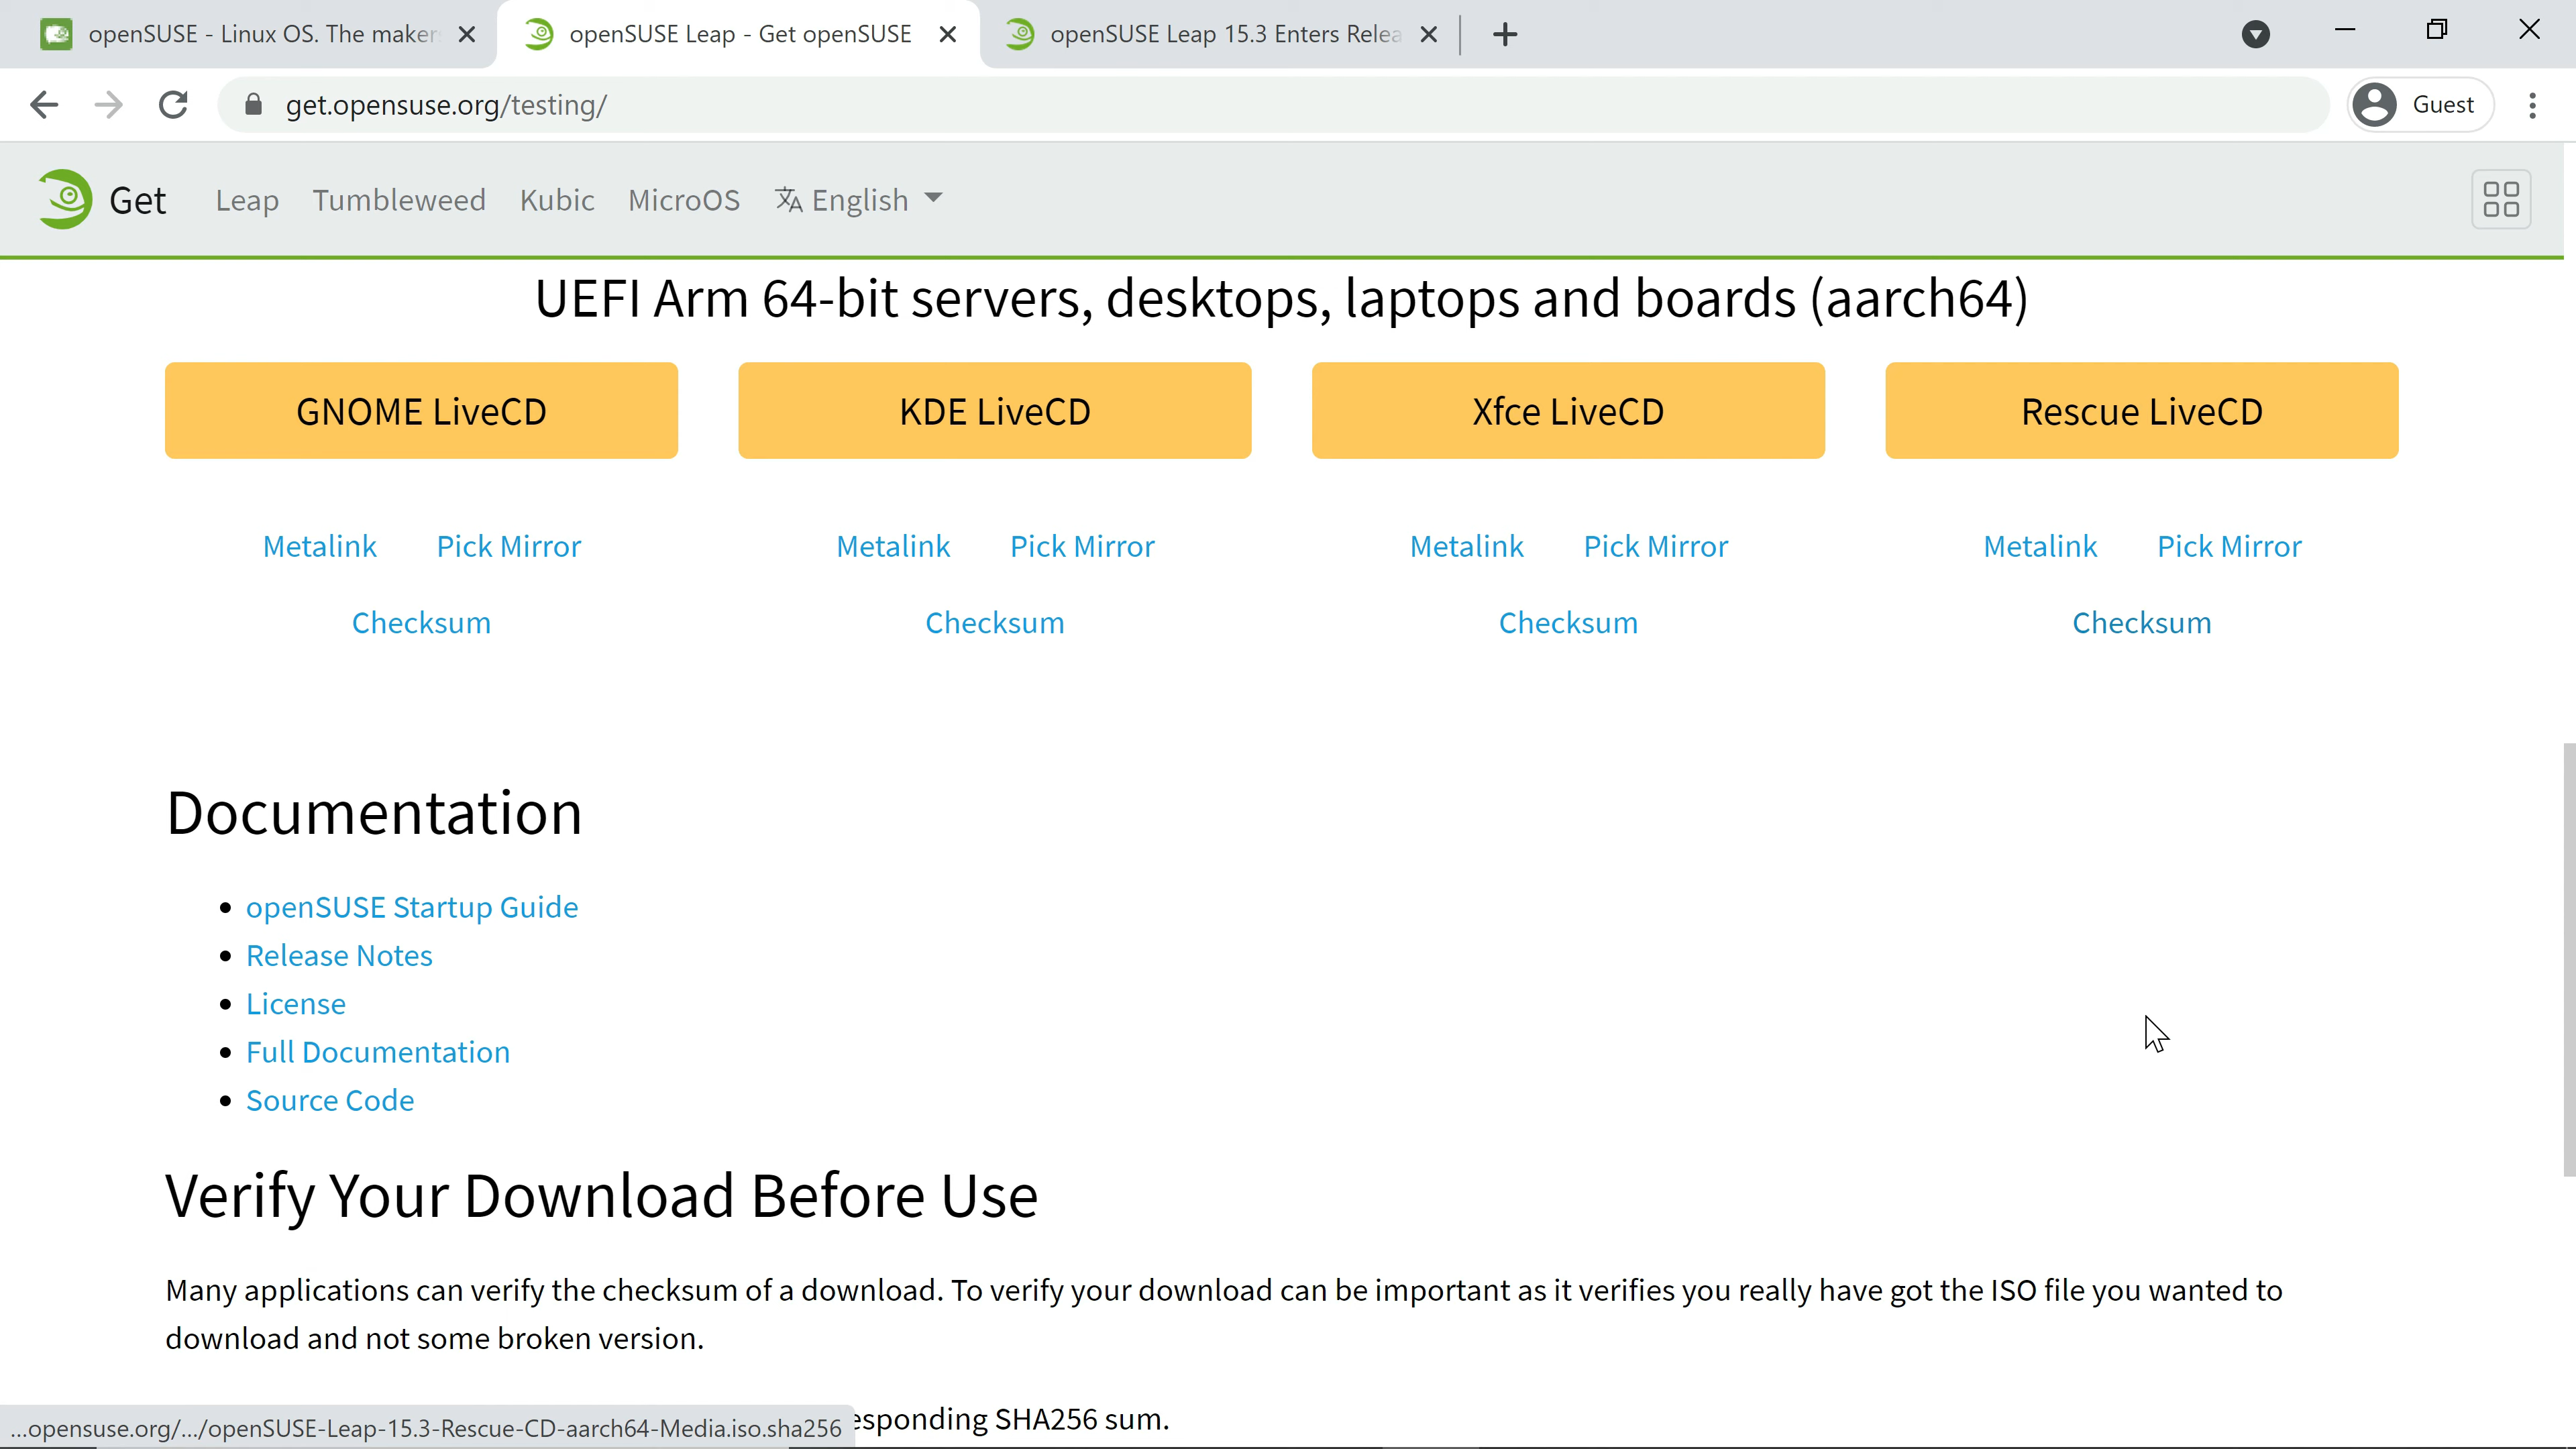 openSUSE - Linux OS. The maker
openSUSE Leap - Get openSUSE
openSUSE Leap 15.3 Enters Relea
get.opensuse.org/testing/
Guest
Get
Leap
Tumbleweed
Kubic
MicroOS
English
UEFI Arm 64-bit servers, desktops, laptops and boards (aarch64)
GNOME LiveCD
KDE LiveCD
Xfce LiveCD
Rescue LiveCD
Metalink Pick Mirror
Metalink Pick Mirror
Metalink Pick Mirror
Metalink Pick Mirror
Checksum
Checksum
Checksum
Checksum
Documentation
openSUSE Startup Guide
Release Notes
License
Full Documentation
Source Code
Verify Your Download Before Use
Many applications can verify the checksum of a download. To verify your download can be important as it verifies you really have got the ISO file you wanted to
download and not some broken version.
esponding SHA256 sum.
...opensuse.org/.../openSUSE-Leap-15.3-Rescue-CD-aarch64-Media.iso.sha256